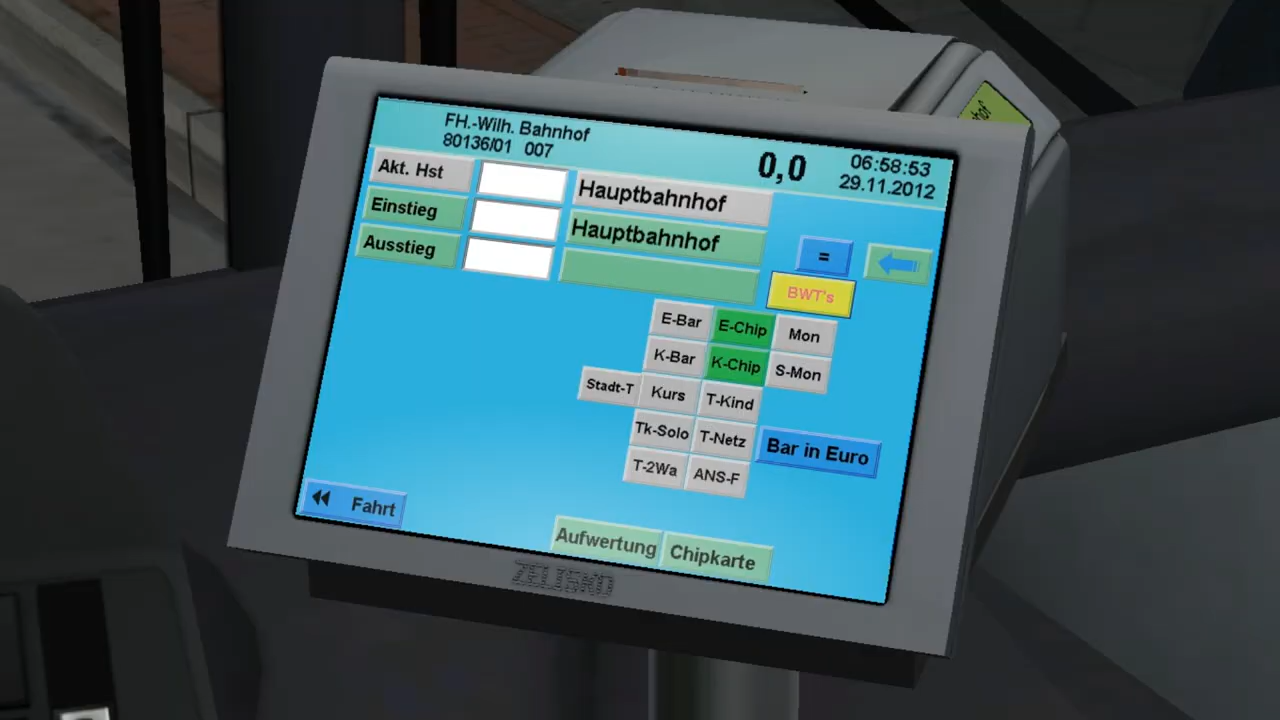 FH.-Wilh. Bahnhof
80136/01 007
0,0
06:58:53
29.11.2012
Akt. Hst
Hauptbahnhof
Einstieg
Hauptbahnhof
Ausstieg
=
BWT's
E-Bar E-Chip Mon
K-Bar K-Chip S-Mon
Stadt-T Kurs T-Kind
Tk-Solo T-Netz Bar in Euro
T-2Wa ANS-F
Fahrt
Aufwertung Chipkarte
ZELISKO